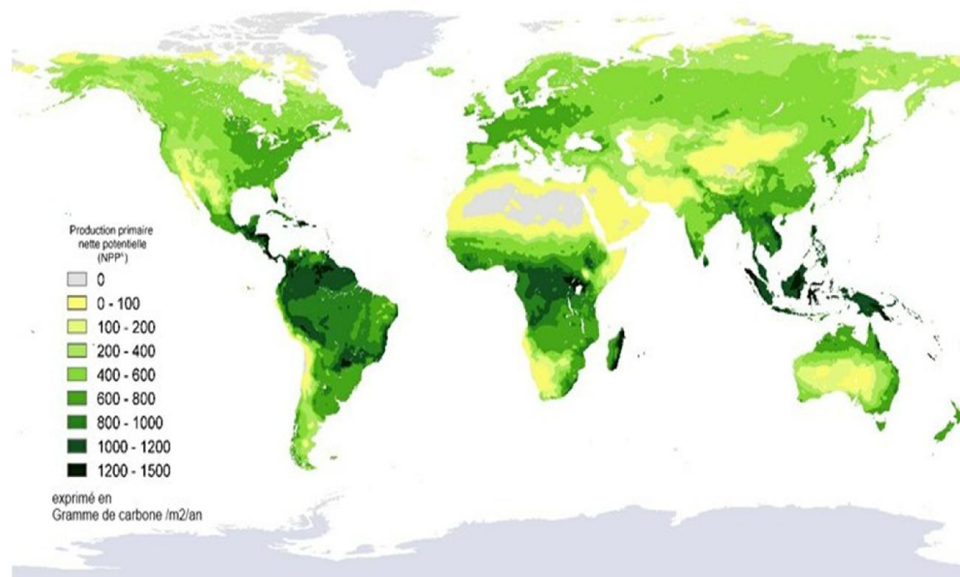 Production primaire
nette potentielle
(NPP°)
0
0 - 100
100 - 200
200 - 400
400 - 600
600 - 800
800 - 1000
1000 - 1200
1200 - 1500
exprimé en
Gramme de carbone /m2/an